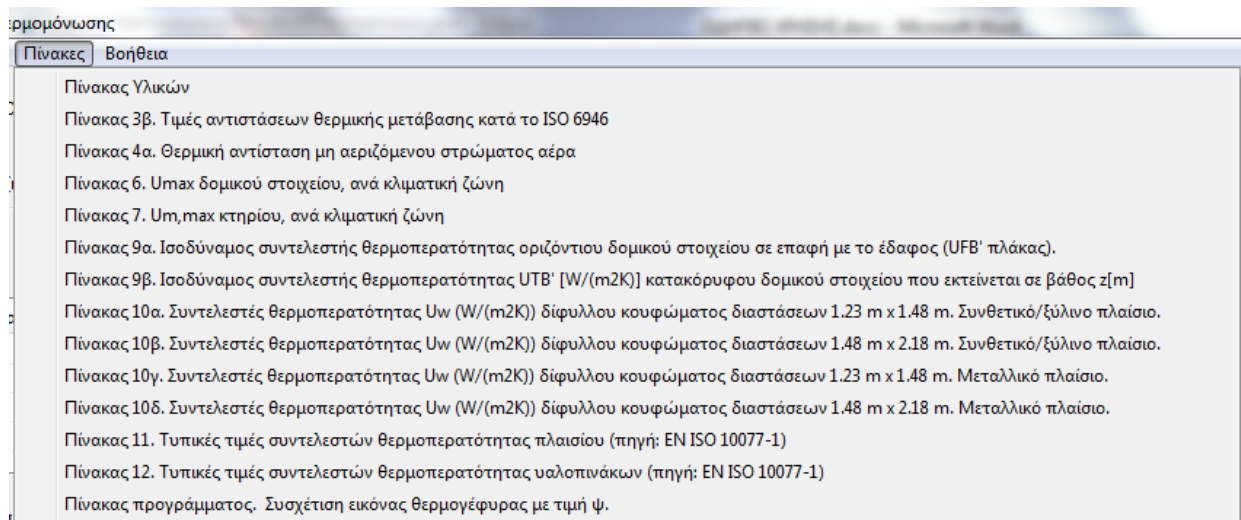 ερμομόνωσης
Πίνακες Βοήθεια
Πίνακας Υλικών
Πίνακας 3β. Τιμές αντιστάσεων θερμικής μετάβασης κατά το ISO 6946
Πίνακας 4α. Θερμική αντίσταση μη αεριζόμενου στρώματος αέρα
Πίνακας 6. Umax δομικού στοιχείου, ανά κλιματική ζώνη
Πίνακας 7. Um,max κτηρίου, ανά κλιματική ζώνη
Πίνακας 9α. Ισοδύναμος συντελεστής θερμοπερατότητας οριζόντιου δομικού στοιχείου σε επαφή με το έδαφος (UFB' πλάκας).
Πίνακας 9β. Ισοδύναμος συντελεστής θερμοπερατότητας UTB' [W/(m2K)] κατακόρυφου δομικού στοιχείου που εκτείνεται σε βάθος z[m]
Πίνακας 10α. Συντελεστές θερμοπερατότητας Uw (W/(m2K)) δίφυλλου κουφώματος διαστάσεων 1.23 m x 1.48 m. Συνθετικό/ξύλινο πλαίσιο.
Πίνακας 10β. Συντελεστές θερμοπερατότητας Uw (W/(m2K)) δίφυλλου κουφώματος διαστάσεων 1.48 m x 2.18 m. Συνθετικό/ξύλινο πλαίσιο.
Πίνακας 10γ. Συντελεστές θερμοπερατότητας Uw (W/(m2K)) δίφυλλου κουφώματος διαστάσεων 1.23 m x 1.48 m. Μεταλλικό πλαίσιο.
Πίνακας 10δ. Συντελεστές θερμοπερατότητας Uw (W/(m2K)) δίφυλλου κουφώματος διαστάσεων 1.48 m x 2.18 m. Μεταλλικό πλαίσιο.
Πίνακας 11. Τυπικές τιμές συντελεστών θερμοπερατότητας πλαισίου (πηγή: EN ISO 10077-1)
Πίνακας 12. Τυπικές τιμές συντελεστών θερμοπερατότητας υαλοπινάκων (πηγή: EN ISO 10077-1)
Πίνακας προγράμματος. Συσχέτιση εικόνας θερμογέφυρας με τιμή ψ.